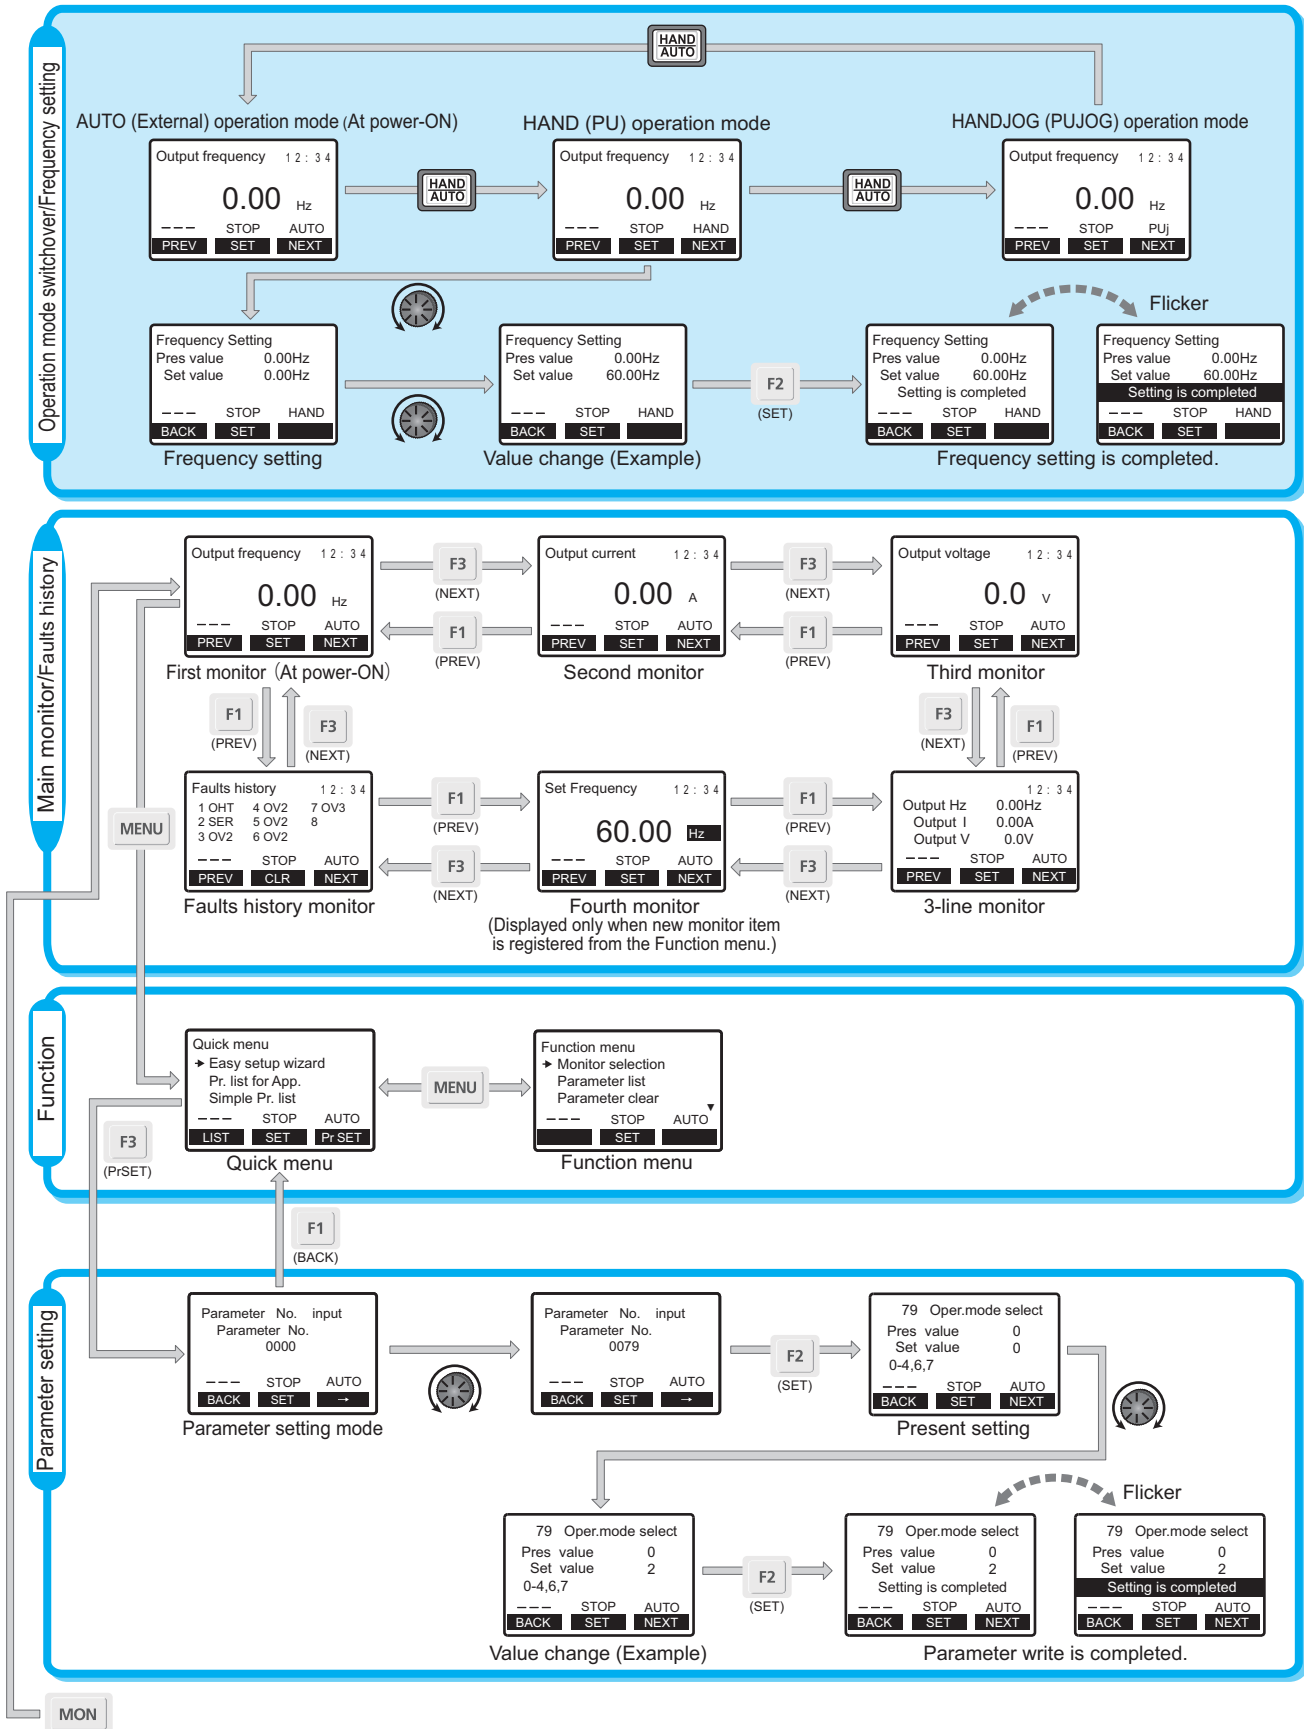 Operation mode switchover/Frequency setting
HAND
AUTO
AUTO (External) operation mode (At power-ON)
HAND (PU) operation mode
HANDJOG (PUJOG) operation mode
Output frequency 12:34
0.00 Hz
--- STOP AUTO
PREV SET NEXT
HAND
AUTO
Output frequency 12:34
0.00 Hz
--- STOP HAND
PREV SET NEXT
HAND
AUTO
Output frequency 12:34
0.00 Hz
--- STOP PUj
PREV SET NEXT
Flicker
Frequency Setting
Pres value 0.00Hz
Set value 0.00Hz
--- STOP HAND
BACK SET
Frequency setting
Frequency Setting
Pres value 0.00Hz
Set value 60.00Hz
--- STOP HAND
BACK SET
Value change (Example)
F2
(SET)
Frequency Setting
Pres value 0.00Hz
Set value 60.00Hz
Setting is completed
--- STOP HAND
BACK SET
Frequency Setting
Pres value 0.00Hz
Set value 60.00Hz
Setting is completed
--- STOP HAND
BACK SET
Frequency setting is completed.
Main monitor/Faults history
Output frequency 12:34
0.00 Hz
--- STOP AUTO
PREV SET NEXT
First monitor (At power-ON)
F3
(NEXT)
F1
(PREV)
Output current 12:34
0.00 A
--- STOP AUTO
PREV SET NEXT
Second monitor
F3
(NEXT)
F1
(PREV)
Output voltage 12:34
0.0 V
--- STOP AUTO
PREV SET NEXT
Third monitor
F1
(PREV)
F3
(NEXT)
F3
(NEXT)
F1
(PREV)
MENU
Faults history 12:34
1 OHT 4 OV2 7 OV3
2 SER 5 OV2 8
3 OV2 6 OV2
--- STOP AUTO
PREV CLR NEXT
Faults history monitor
F1
(PREV)
F3
(NEXT)
Set Frequency 12:34
60.00 Hz
--- STOP AUTO
PREV SET NEXT
Fourth monitor
(Displayed only when new monitor item
is registered from the Function menu.)
F1
(PREV)
F3
(NEXT)
12:34
Output Hz 0.00Hz
Output I 0.00A
Output V 0.0V
--- STOP AUTO
PREV SET NEXT
3-line monitor
Function
Quick menu
Easy setup wizard
Pr. list for App.
Simple Pr. list
--- STOP AUTO
LIST SET Pr SET
Quick menu
MENU
Function menu
Monitor selection
Parameter list
Parameter clear
--- STOP AUTO
SET
Function menu
F3
(PrSET)
F1
(BACK)
Parameter setting
Parameter No. input
Parameter No.
0000
--- STOP AUTO
BACK SET →
Parameter setting mode
Parameter No. input
Parameter No.
0079
--- STOP AUTO
BACK SET →
F2
(SET)
79 Oper.mode select
Pres value 0
Set value 0
0-4,6,7
--- STOP AUTO
BACK SET NEXT
Present setting
Flicker
79 Oper.mode select
Pres value 0
Set value 2
0-4,6,7
--- STOP AUTO
BACK SET NEXT
Value change (Example)
F2
(SET)
79 Oper.mode select
Pres value 0
Set value 2
Setting is completed
--- STOP AUTO
BACK SET NEXT
79 Oper.mode select
Pres value 0
Set value 2
Setting is completed
--- STOP AUTO
BACK SET NEXT
Parameter write is completed.
MON